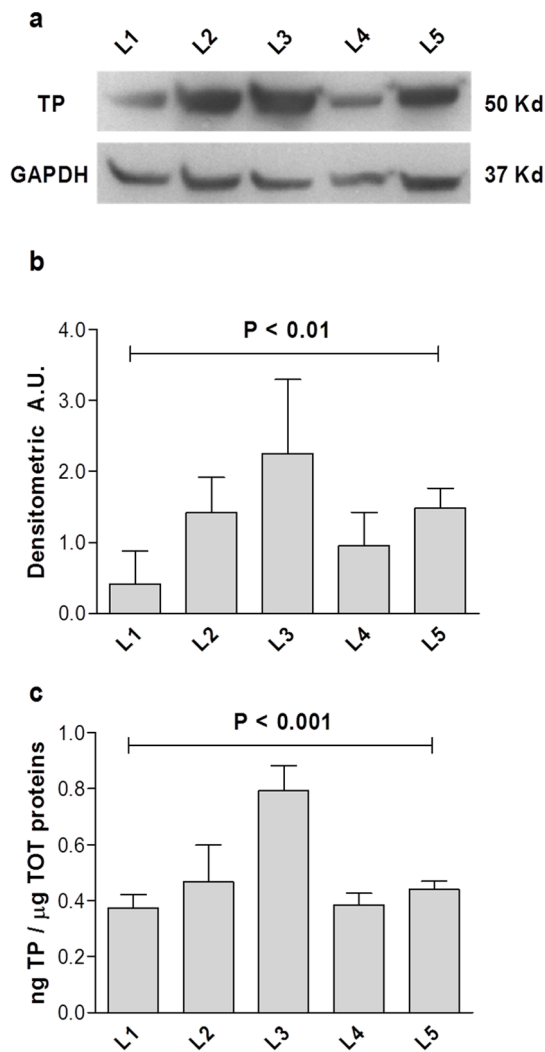 a
L1 L2 L3 L4 L5
TP 50 Kd
GAPDH 37 Kd
b
P < 0.01
Densitometric A.U.
4.0
3.0
2.0
1.0
0.0
L1 L2 L3 L4 L5
c
P < 0.001
ng TP / μg TOT proteins
1.0
0.8
0.6
0.4
0.2
0.0
L1 L2 L3 L4 L5